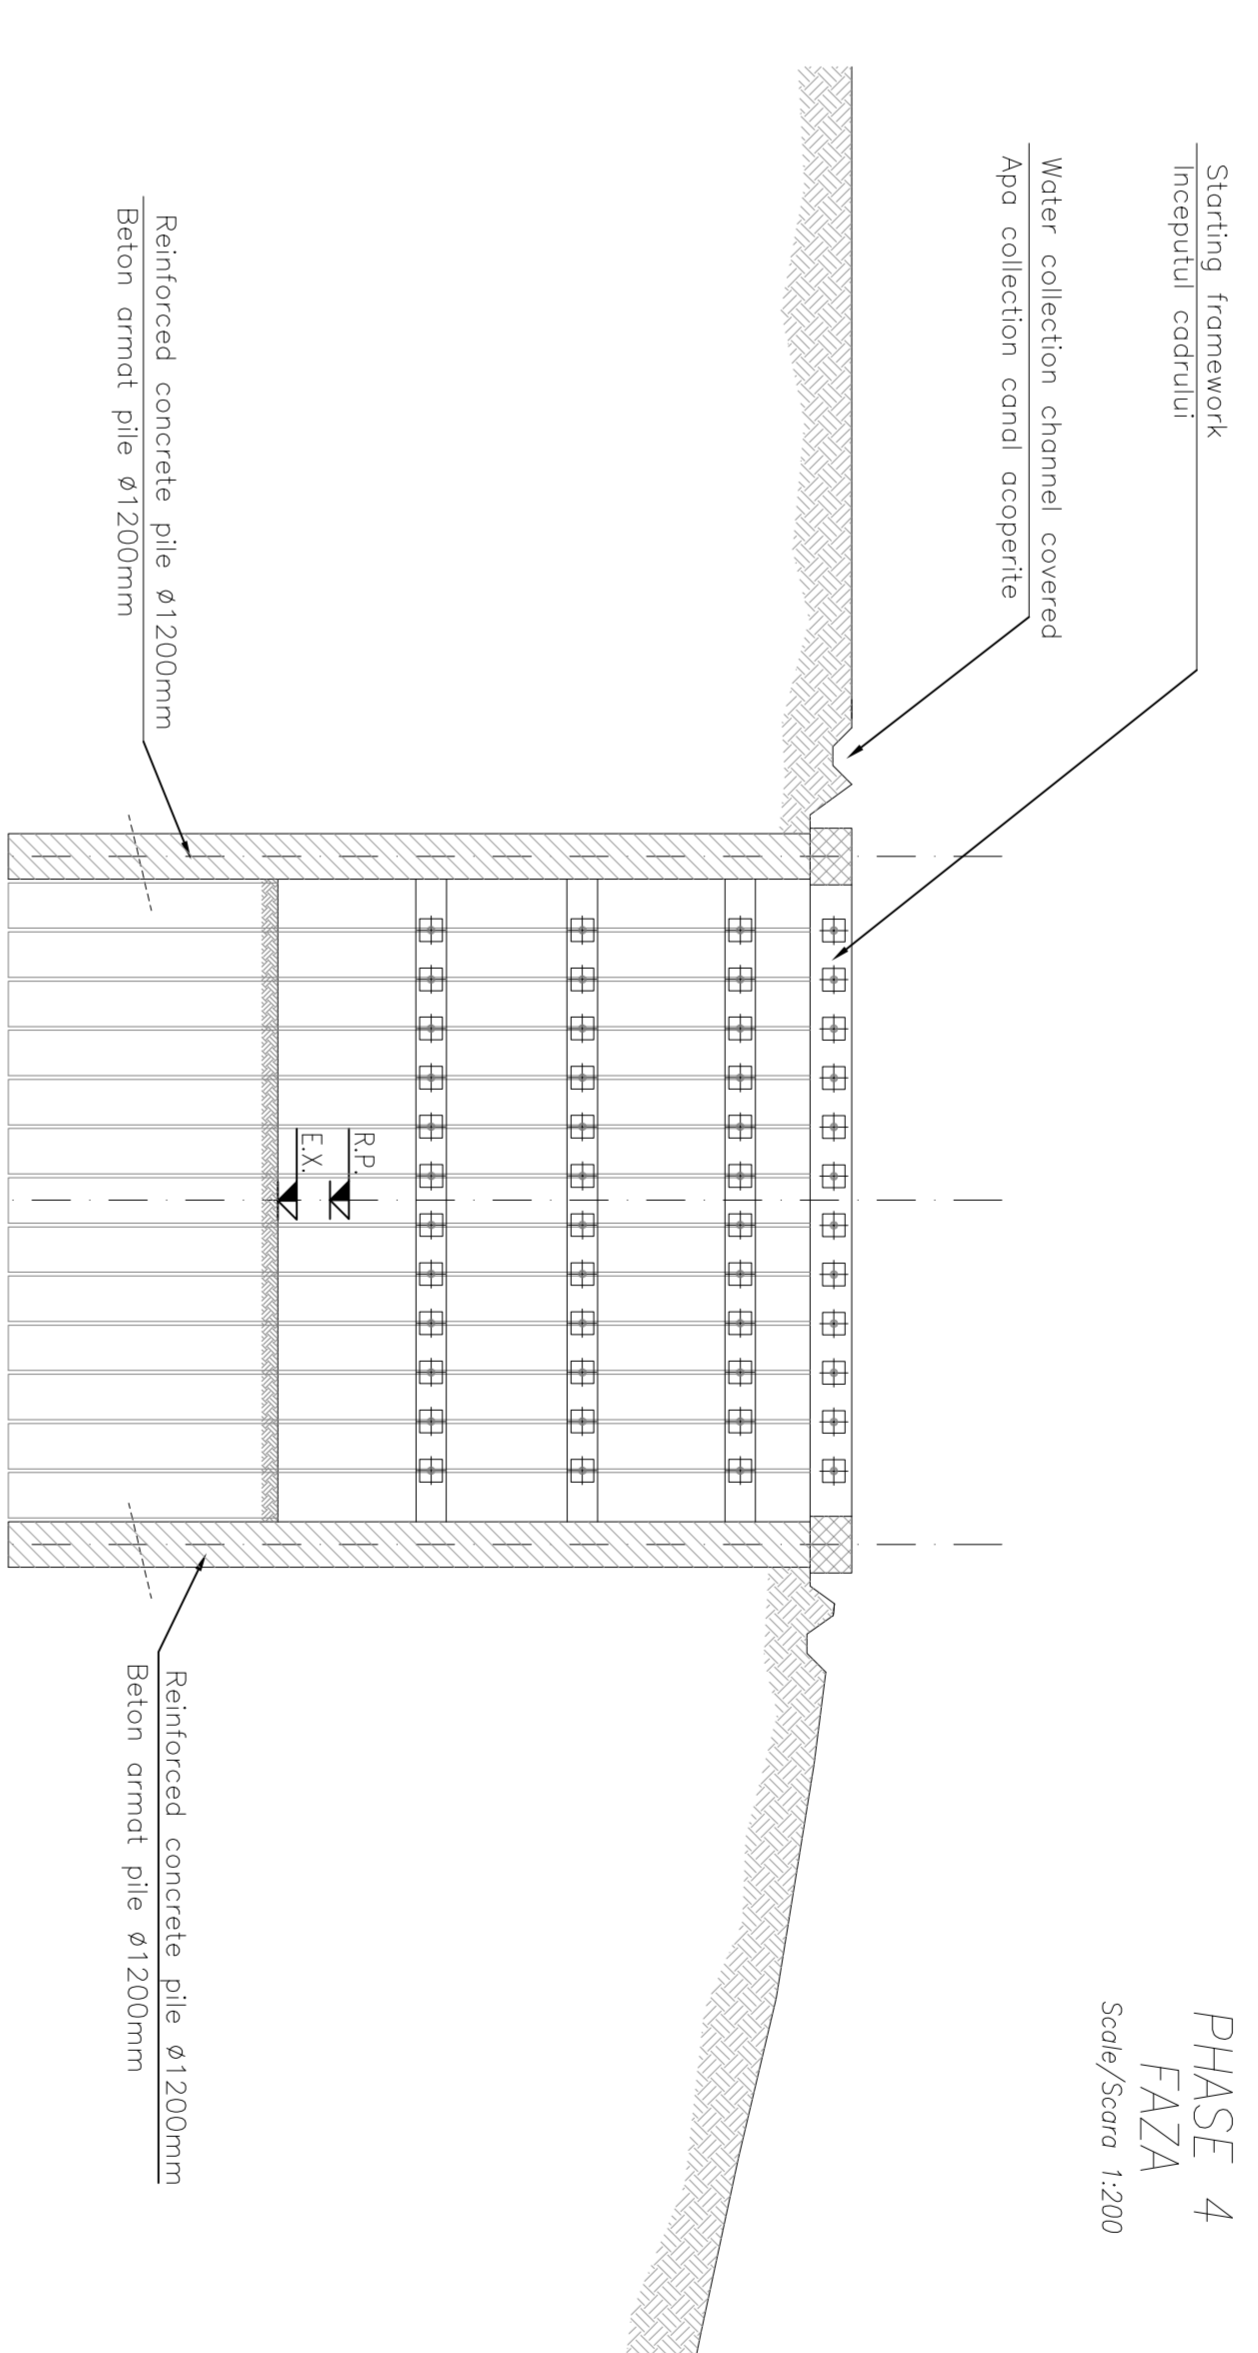 PHASE 4
FAZA
Scale/Scara 1:200
Starting framework
Inceputul cadrului
Water collection channel covered
Apa collection canal acoperite
R.P.
E.X.
Reinforced concrete pile Ø1200mm
Beton armat pile Ø1200mm
Reinforced concrete pile Ø1200mm
Beton armat pile Ø1200mm